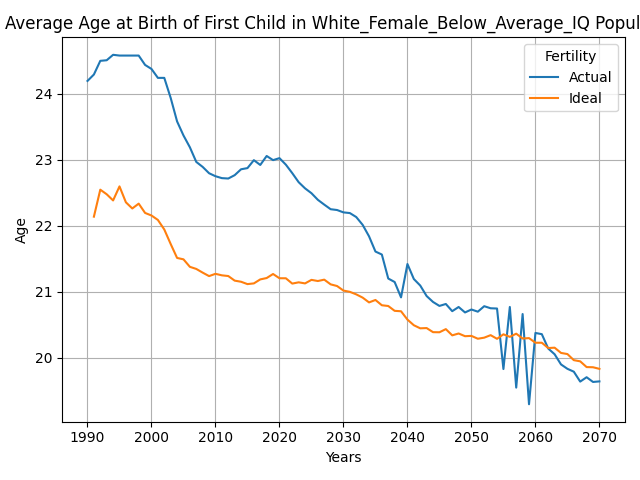 Average Age at Birth of First Child in White_Female_Below_Average_IQ Popul
Fertility
Actual
Ideal
24
23
22
21
20
Age
1990 2000 2010 2020 2030 2040 2050 2060 2070
Years